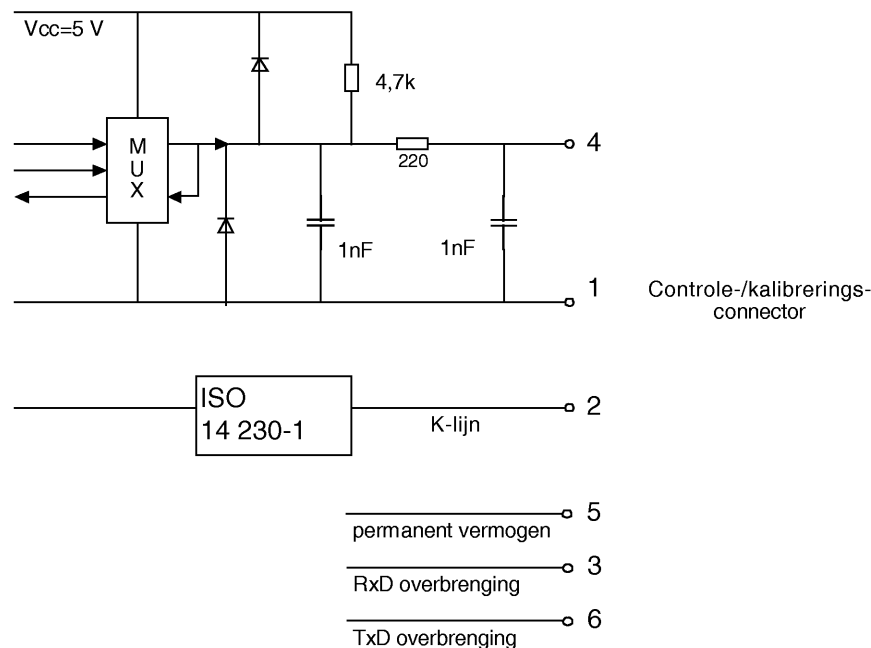 Vcc=5 V
4,7k
M
U
X
220
4
1nF
1nF
1
Controle-/kalibrerings-
connector
ISO
14 230-1
K-lijn
2
permanent vermogen
5
RxD overbrenging
3
TxD overbrenging
6